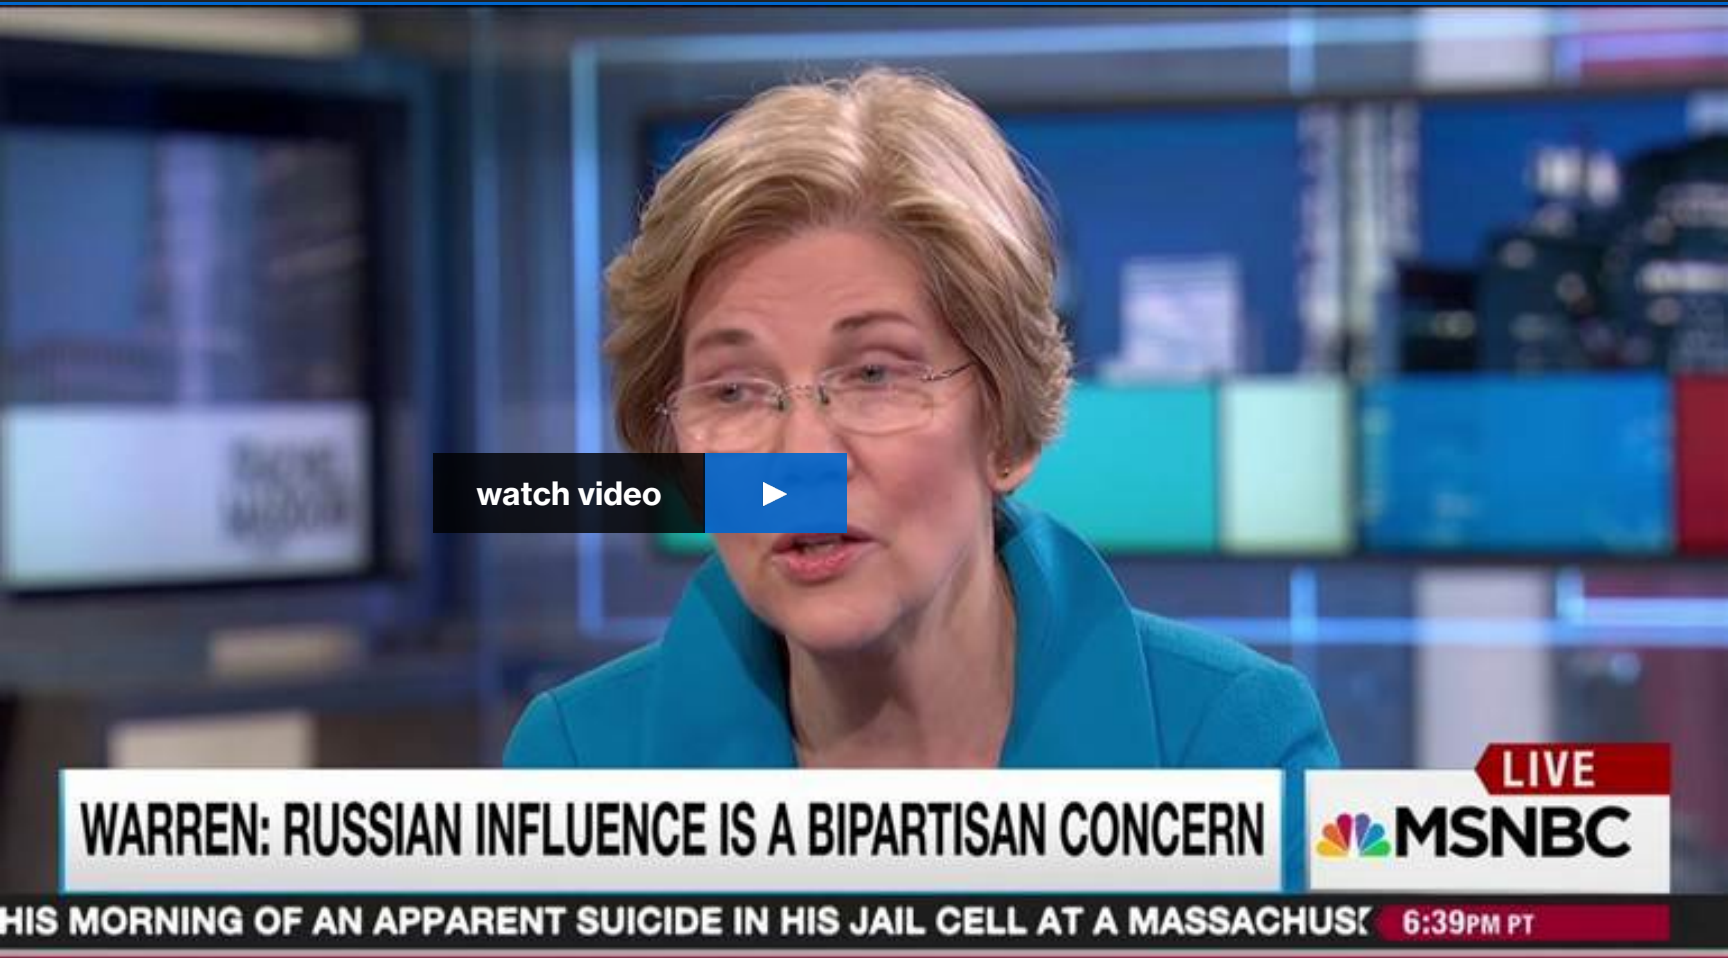 watch video
LIVE
WARREN: RUSSIAN INFLUENCE IS A BIPARTISAN CONCERN
MSNBC
HIS MORNING OF AN APPARENT SUICIDE IN HIS JAIL CELL AT A MASSACHUS
6:39PM PT